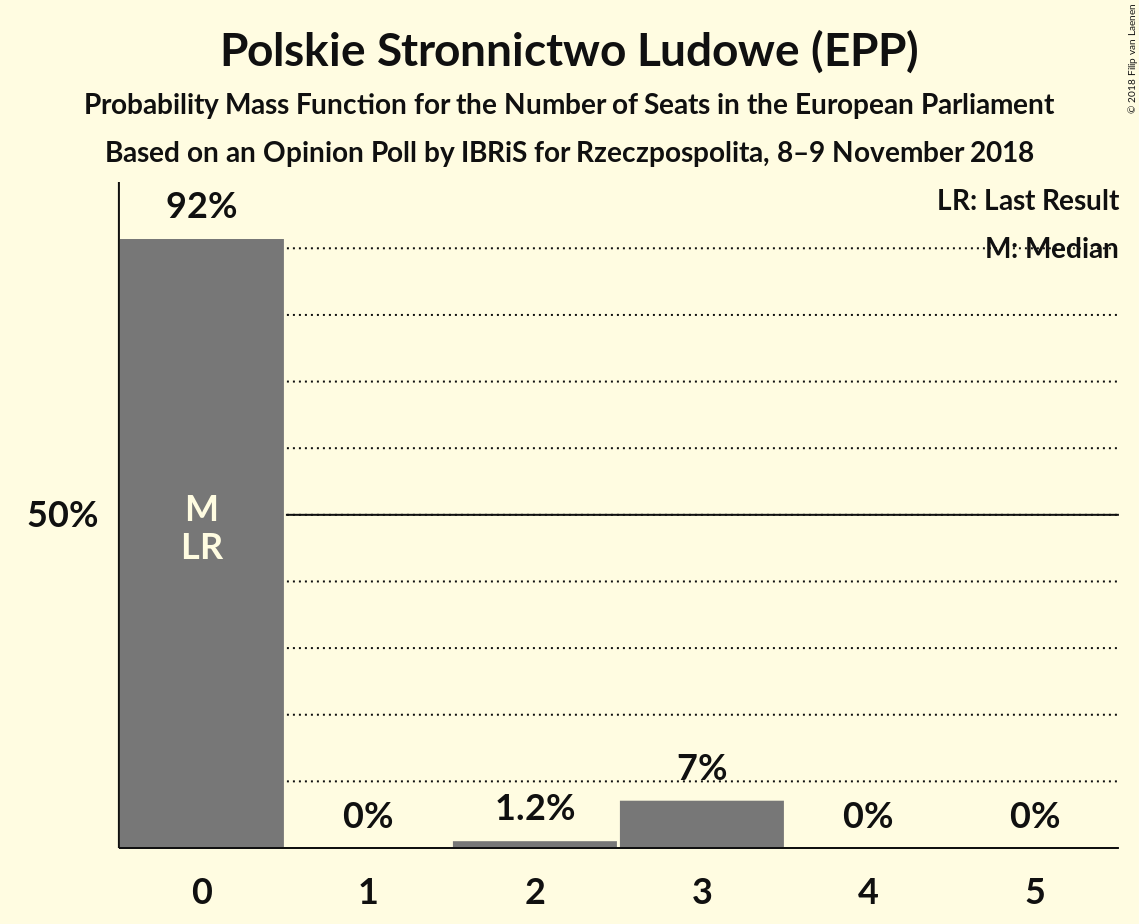 Polskie Stronnictwo Ludowe (EPP)
Probability Mass Function for the Number of Seats in the European Parliament
Based on an Opinion Poll by IBRiS for Rzeczpospolita, 8–9 November 2018
© 2018 Filip van Laenen
LR: Last Result
M: Median
92%
50%
M
LR
0%
1.2%
7%
0%
0%
0
1
2
3
4
5